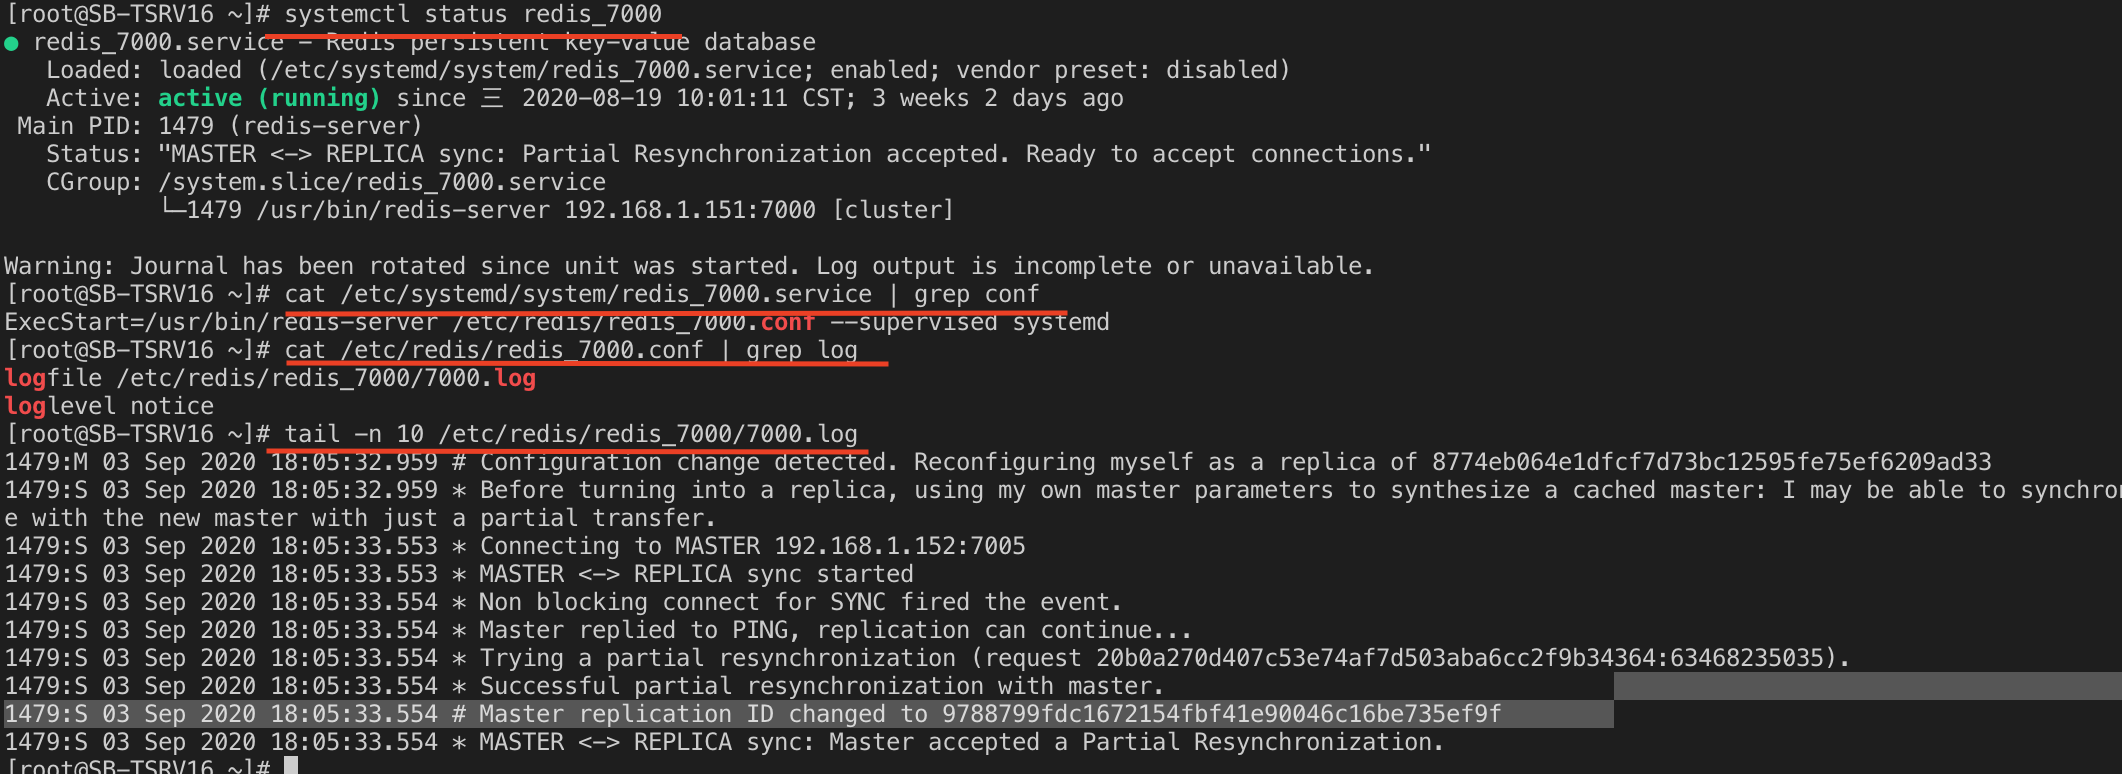 [root@SB-TSRV16 ~]# systemctl status redis_7000
● redis_7000.service - Redis persistent key-value database
   Loaded: loaded (/etc/systemd/system/redis_7000.service; enabled; vendor preset: disabled)
   Active: active (running) since 三 2020-08-19 10:01:11 CST; 3 weeks 2 days ago
 Main PID: 1479 (redis-server)
   Status: "MASTER <-> REPLICA sync: Partial Resynchronization accepted. Ready to accept connections."
   CGroup: /system.slice/redis_7000.service
           └─1479 /usr/bin/redis-server 192.168.1.151:7000 [cluster]
Warning: Journal has been rotated since unit was started. Log output is incomplete or unavailable.
[root@SB-TSRV16 ~]# cat /etc/systemd/system/redis_7000.service | grep conf
ExecStart=/usr/bin/redis-server /etc/redis/redis_7000.conf --supervised systemd
[root@SB-TSRV16 ~]# cat /etc/redis/redis_7000.conf | grep log
logfile /etc/redis/redis_7000/7000.log
loglevel notice
[root@SB-TSRV16 ~]# tail -n 10 /etc/redis/redis_7000/7000.log
1479:M 03 Sep 2020 18:05:32.959 # Configuration change detected. Reconfiguring myself as a replica of 8774eb064e1dfcf7d73bc12595fe75ef6209ad33
1479:S 03 Sep 2020 18:05:32.959 * Before turning into a replica, using my own master parameters to synthesize a cached master: I may be able to synchron
e with the new master with just a partial transfer.
1479:S 03 Sep 2020 18:05:33.553 * Connecting to MASTER 192.168.1.152:7005
1479:S 03 Sep 2020 18:05:33.553 * MASTER <-> REPLICA sync started
1479:S 03 Sep 2020 18:05:33.554 * Non blocking connect for SYNC fired the event.
1479:S 03 Sep 2020 18:05:33.554 * Master replied to PING, replication can continue...
1479:S 03 Sep 2020 18:05:33.554 * Trying a partial resynchronization (request 20b0a270d407c53e74af7d503aba6cc2f9b34364:63468235035).
1479:S 03 Sep 2020 18:05:33.554 * Successful partial resynchronization with master.
1479:S 03 Sep 2020 18:05:33.554 # Master replication ID changed to 9788799fdc1672154fbf41e90046c16be735ef9f
1479:S 03 Sep 2020 18:05:33.554 * MASTER <-> REPLICA sync: Master accepted a Partial Resynchronization.
[root@SB-TSRV16 ~]#